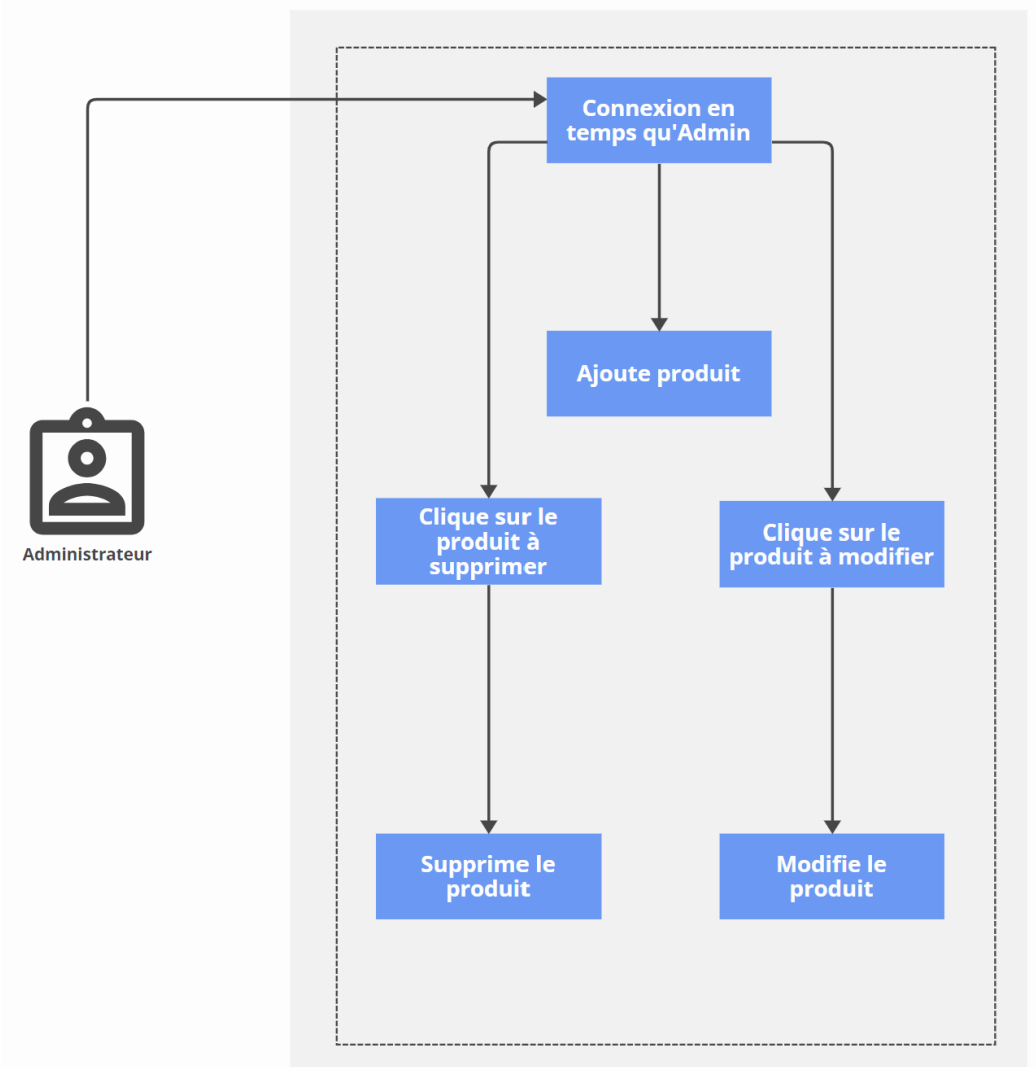 Connexion en
temps qu'Admin
Ajoute produit
Clique sur le
produit à
supprimer
Clique sur le
produit à modifier
Administrateur
Supprime le
produit
Modifie le
produit